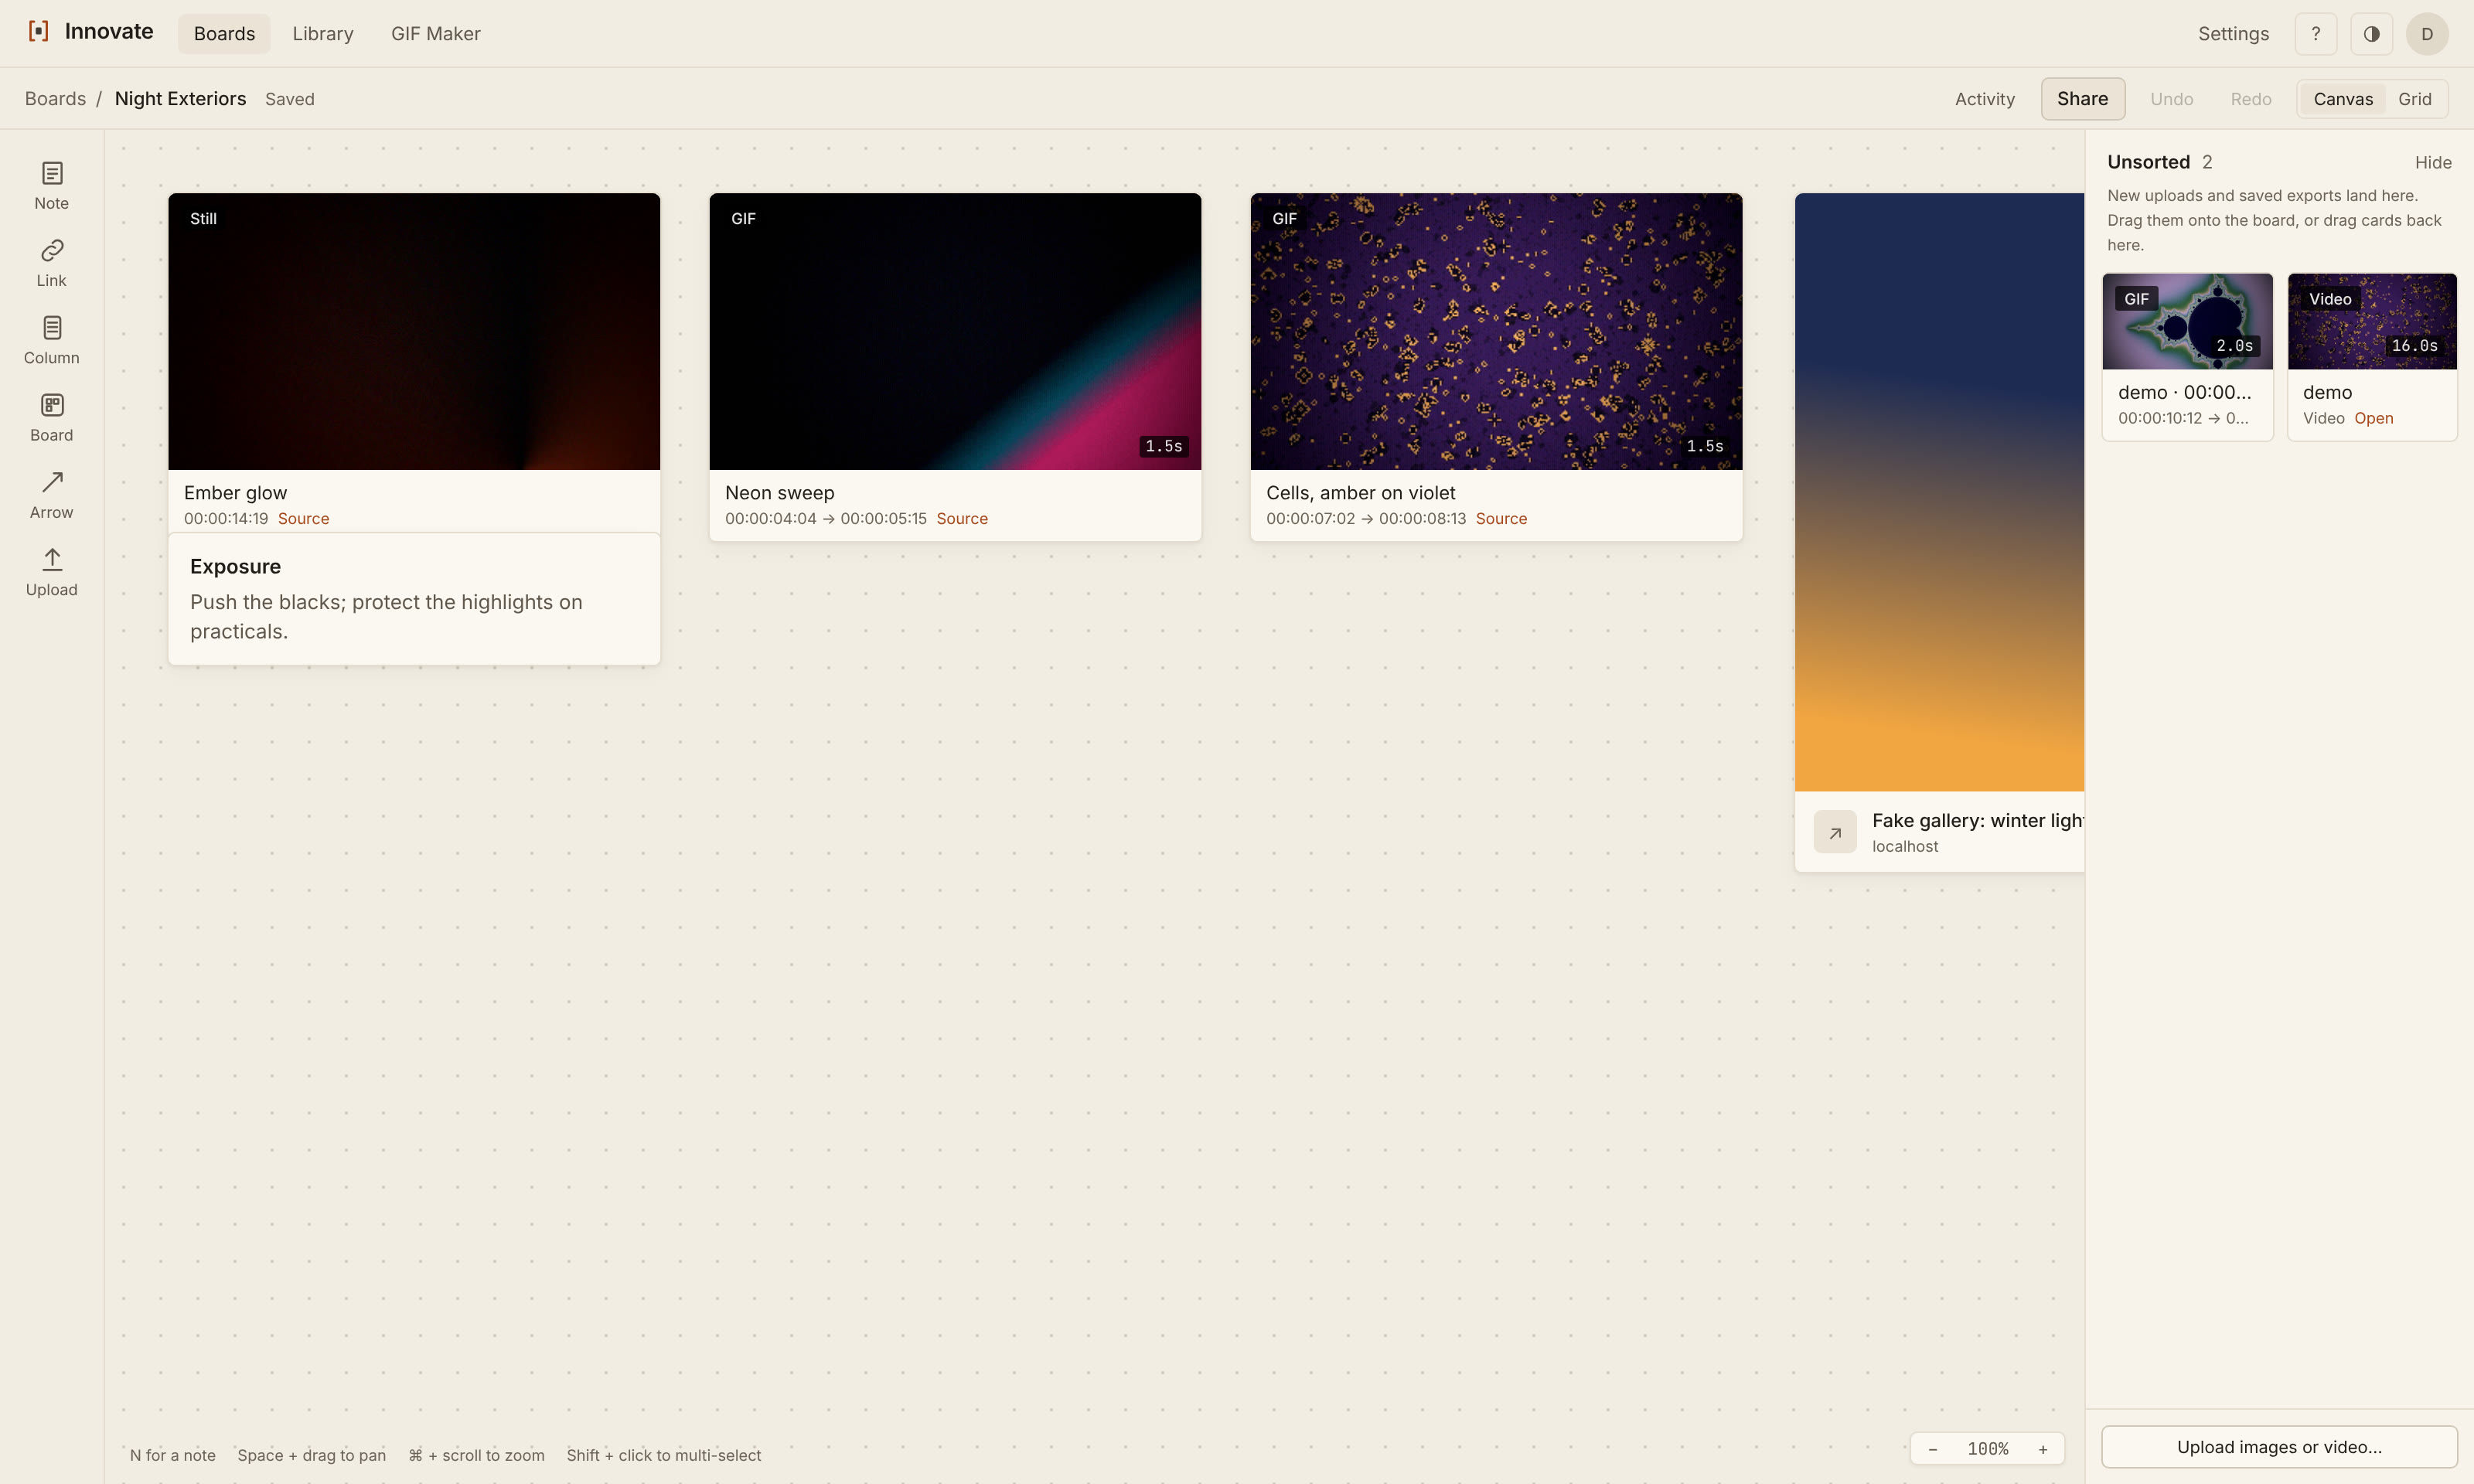 Innovate
Boards
Library
GIF Maker
Settings
?
D
Boards / Night Exteriors Saved
Activity
Share
Undo
Redo
Canvas
Grid
Note
Link
Column
Board
Arrow
Upload
Still
Ember glow
00:00:14:19 Source
Exposure
Push the blacks; protect the highlights on
practicals.
GIF
1.5s
Neon sweep
00:00:04:04 → 00:00:05:15 Source
GIF
1.5s
Cells, amber on violet
00:00:07:02 → 00:00:08:13 Source
Fake gallery: winter light
localhost
Unsorted 2
Hide
New uploads and saved exports land here.
Drag them onto the board, or drag cards back
here.
GIF
2.0s
demo · 00:00...
00:00:10:12 → 0...
Video
16.0s
demo
Video Open
N for a note
Space + drag to pan
⌘ + scroll to zoom
Shift + click to multi-select
− 100% +
Upload images or video...